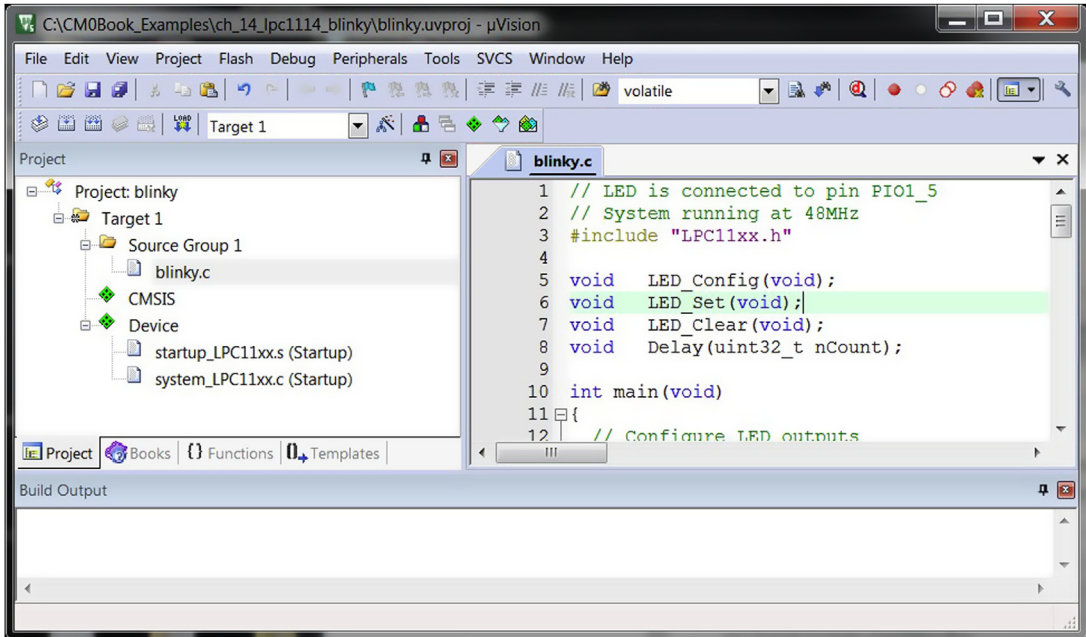 C:\CM0Book_Examples\ch_14_lpc1114_blinky\blinky.uvproj - µVision
File Edit View Project Flash Debug Peripherals Tools SVCS Window Help
volatile
LOAD Target 1
Project
Project: blinky
Target 1
Source Group 1
blinky.c
CMSIS
Device
startup_LPC11xx.s (Startup)
system_LPC11xx.c (Startup)
Project Books {} Functions 0 Templates
blinky.c
1 // LED is connected to pin PIO1_5
2 // System running at 48MHz
3 #include "LPC11xx.h"
4
5 void LED_Config(void);
6 void LED_Set(void);
7 void LED_Clear(void);
8 void Delay(uint32_t nCount);
9
10 int main(void)
11 {
12 // Configure LED outputs
Build Output